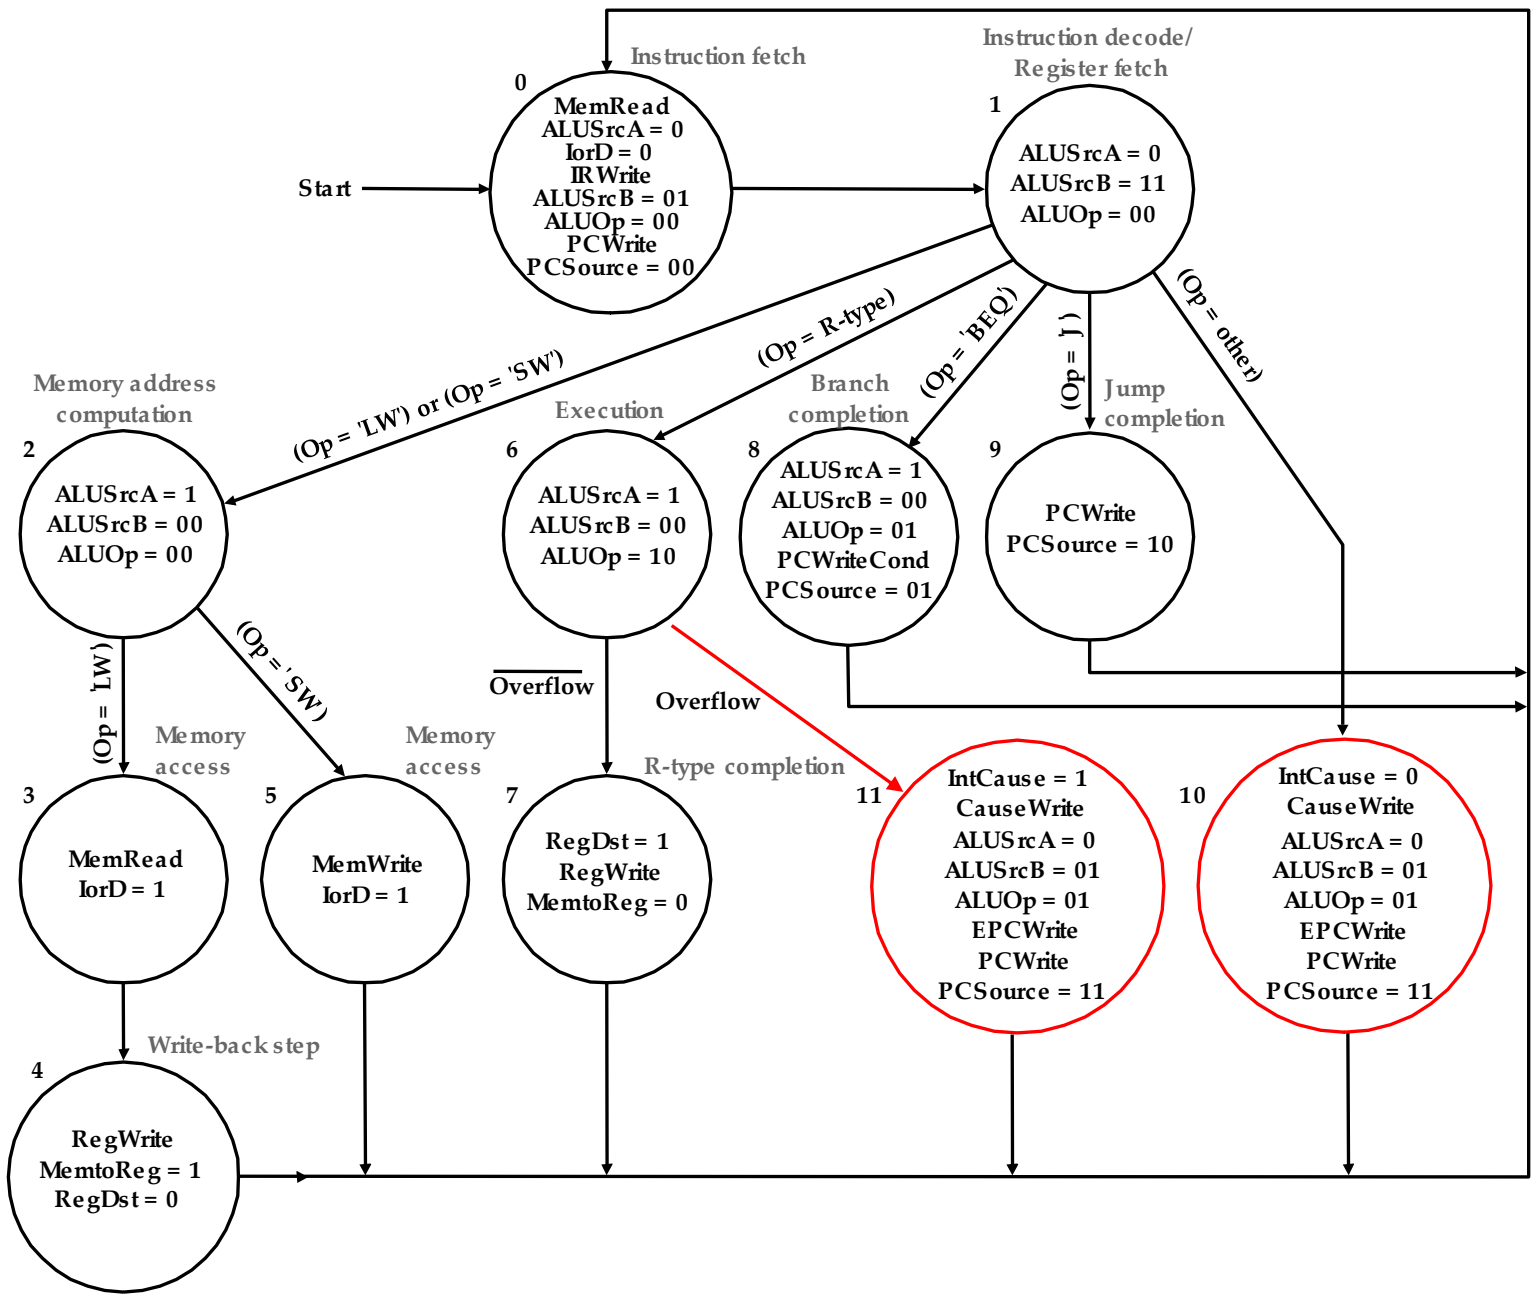 Instruction fetch
Instruction decode/
Register fetch
0
MemRead
ALUSrcA = 0
IorD = 0
IRWrite
ALUSrcB = 01
ALUOp = 00
PCWrite
PCSource = 00
Start
1
ALUSrcA = 0
ALUSrcB = 11
ALUOp = 00
(Op = 'LW') or (Op = 'SW')
(Op = R-type)
(Op = 'BEQ')
(Op = 'J')
(Op = other)
Memory address
computation
2
ALUSrcA = 1
ALUSrcB = 00
ALUOp = 00
Execution
6
ALUSrcA = 1
ALUSrcB = 00
ALUOp = 10
Branch
completion
8
ALUSrcA = 1
ALUSrcB = 00
ALUOp = 01
PCWriteCond
PCSource = 01
Jump
completion
9
PCWrite
PCSource = 10
(Op = 'LW')
(Op = 'SW')
Overflow
Overflow
Memory
access
3
MemRead
IorD = 1
Memory
access
5
MemWrite
IorD = 1
R-type completion
7
RegDst = 1
RegWrite
MemtoReg = 0
11
IntCause = 1
CauseWrite
ALUSrcA = 0
ALUSrcB = 01
ALUOp = 01
EPCWrite
PCWrite
PCSource = 11
10
IntCause = 0
CauseWrite
ALUSrcA = 0
ALUSrcB = 01
ALUOp = 01
EPCWrite
PCWrite
PCSource = 11
Write-back step
4
RegWrite
MemtoReg = 1
RegDst = 0